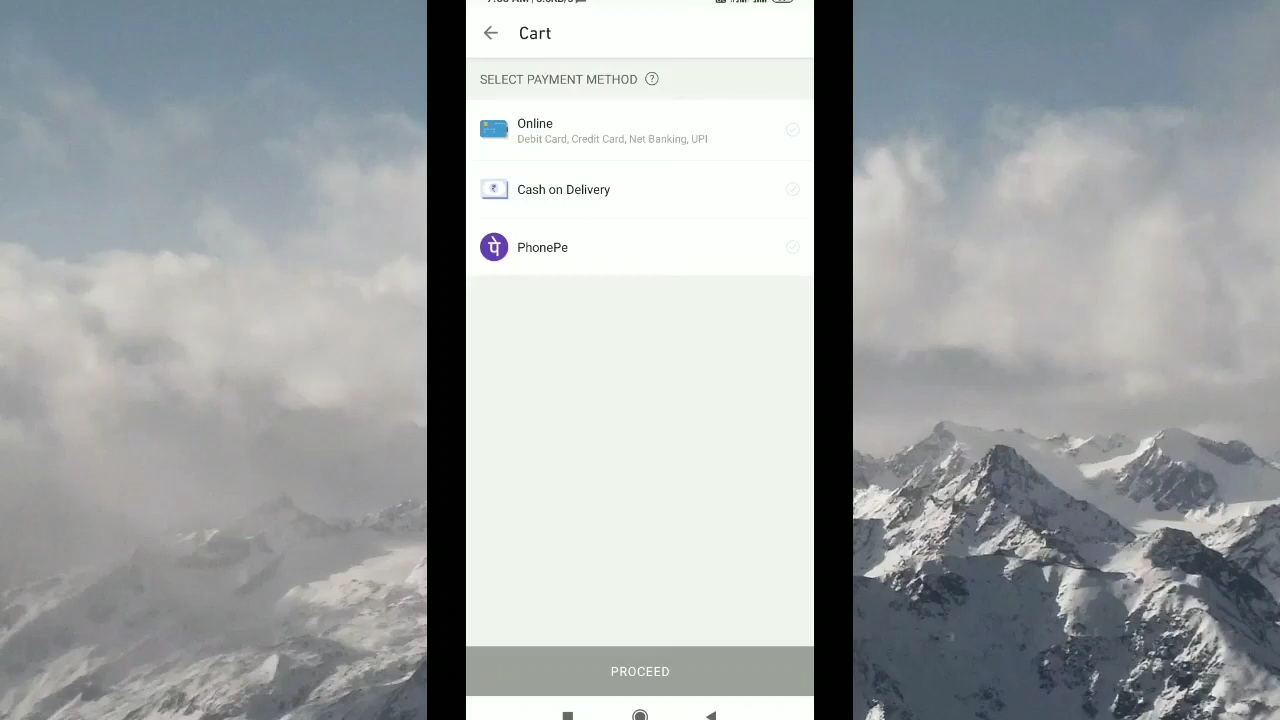 Cart
SELECT PAYMENT METHOD ?
Online
Debit Card, Credit Card, Net Banking, UPI
₹
Cash on Delivery
पे
PhonePe
PROCEED